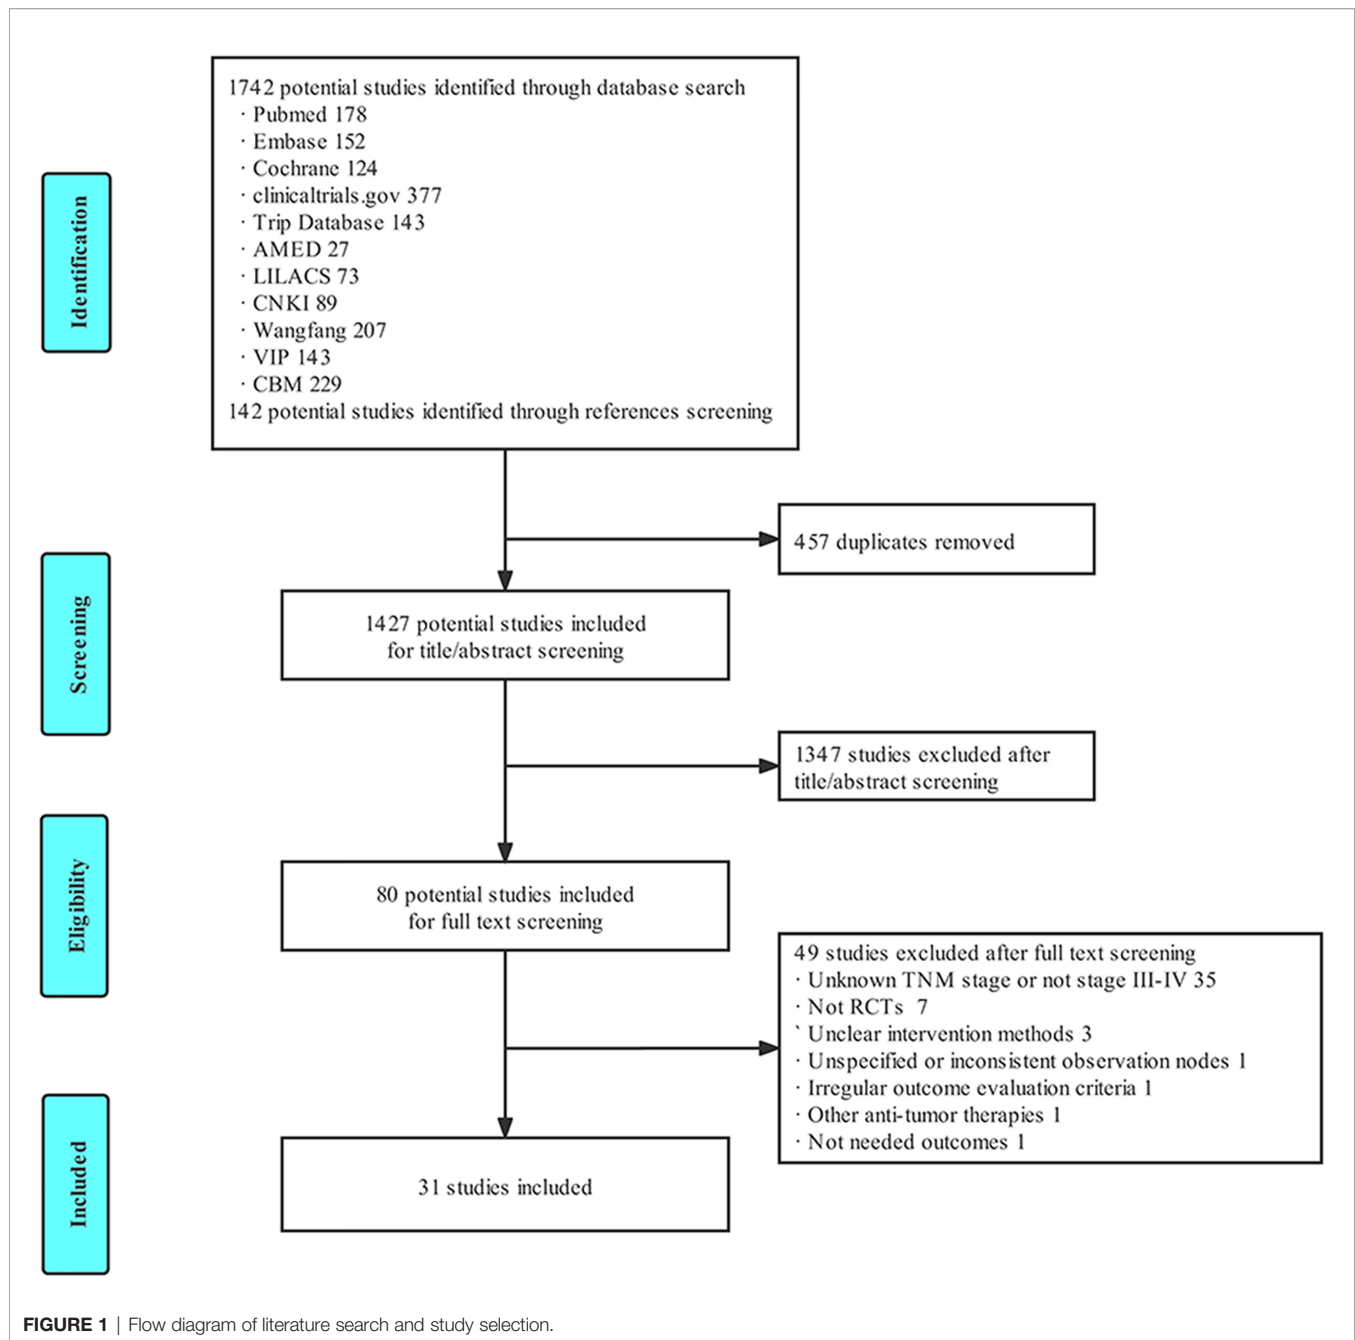 1742 potential studies identified through database search
· Pubmed 178
· Embase 152
· Cochrane 124
· clinicaltrials.gov 377
· Trip Database 143
· AMED 27
· LILACS 73
· CNKI 89
· Wangfang 207
· VIP 143
· CBM 229
142 potential studies identified through references screening
Identification
457 duplicates removed
Screening
1427 potential studies included
for title/abstract screening
1347 studies excluded after
title/abstract screening
Eligibility
80 potential studies included
for full text screening
49 studies excluded after full text screening
· Unknown TNM stage or not stage III-IV 35
· Not RCTs 7
` Unclear intervention methods 3
· Unspecified or inconsistent observation nodes 1
· Irregular outcome evaluation criteria 1
· Other anti-tumor therapies 1
· Not needed outcomes 1
Included
31 studies included
FIGURE 1 | Flow diagram of literature search and study selection.